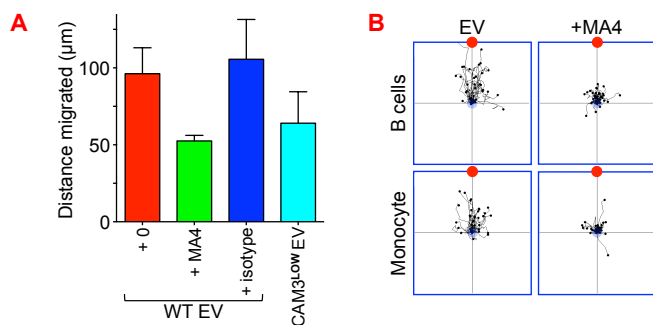 A
Distance migrated (µm)
100
50
0
+ 0
+ MA4
+ isotype
CAM3LOW EV
WT EV
B
EV
+MA4
B cells
Monocyte